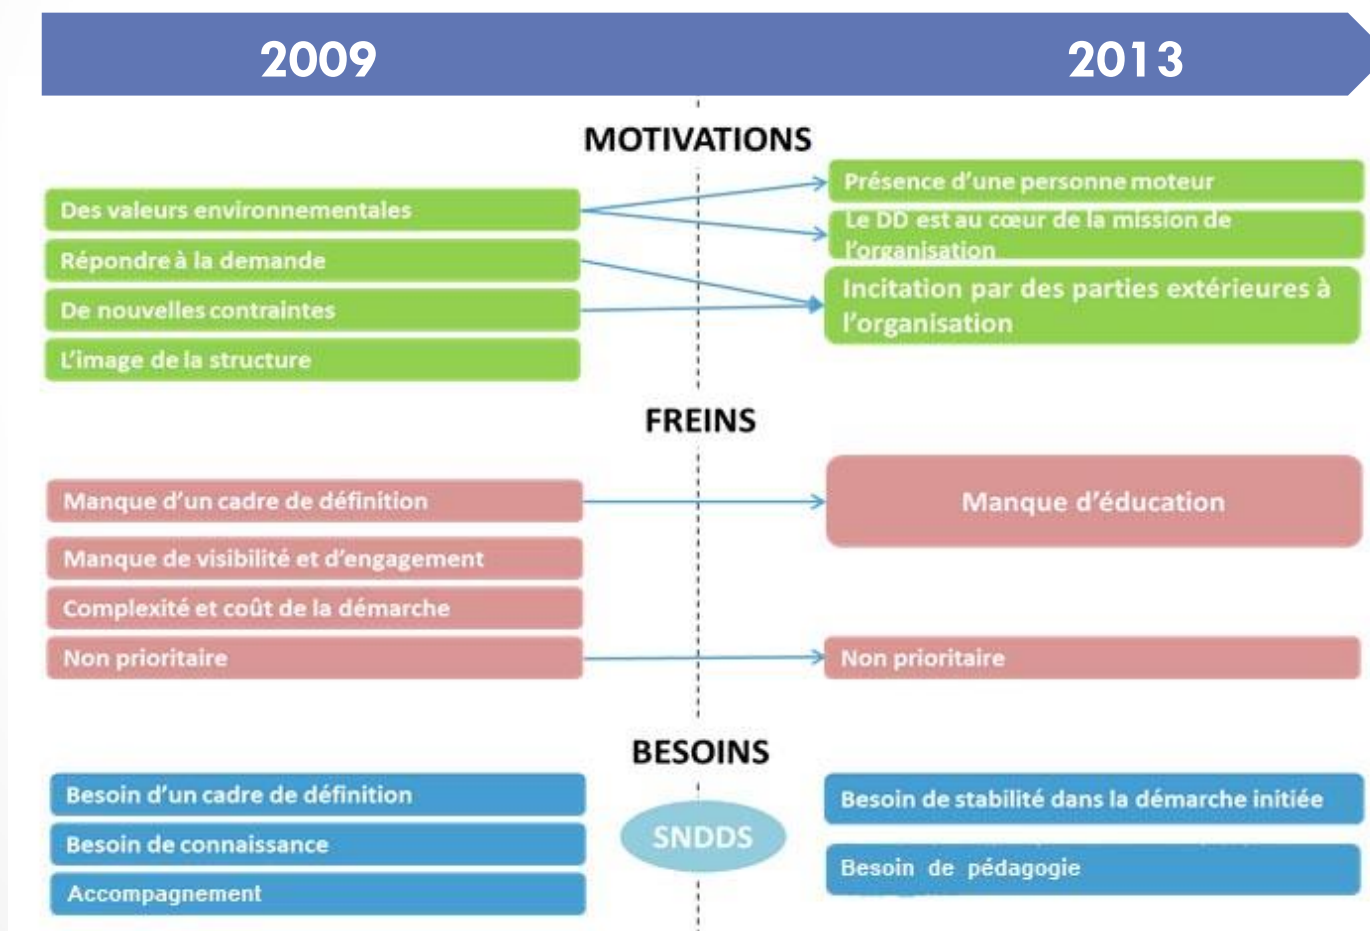 2009
2013
MOTIVATIONS
Des valeurs environnementales
Répondre à la demande
De nouvelles contraintes
L'image de la structure
Présence d'une personne moteur
Le DD est au cœur de la mission de
l'organisation
Incitation par des parties extérieures à
l'organisation
FREINS
Manque d'un cadre de définition
Manque de visibilité et d'engagement
Complexité et coût de la démarche
Non prioritaire
Manque d'éducation
Non prioritaire
BESOINS
Besoin d'un cadre de définition
Besoin de connaissance
Accompagnement
SNDDS
Besoin de stabilité dans la démarche initiée
Besoin de pédagogie